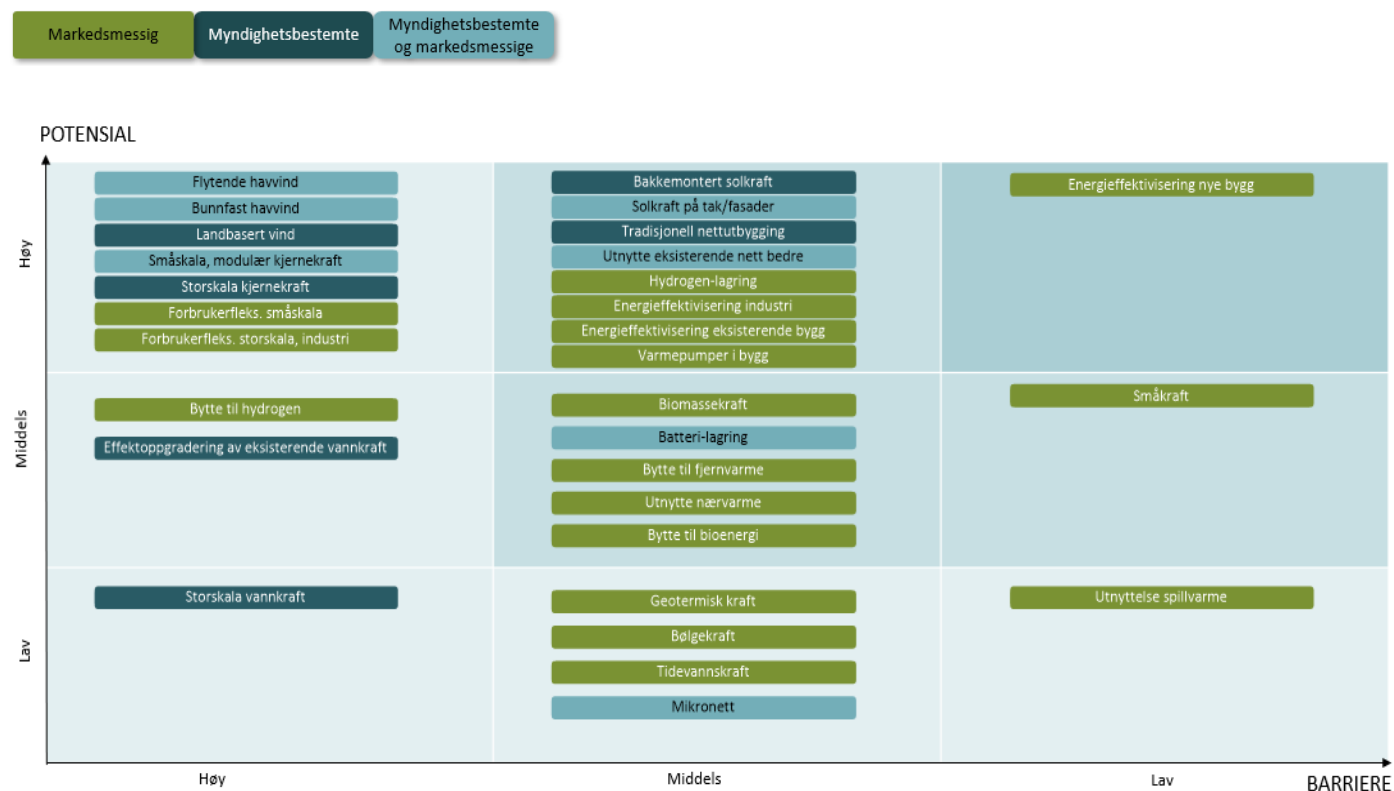 Markedsmessig
Myndighetsbestemte
Myndighetsbestemte
og markedsmessige
POTENSIAL
Høy
Flytende havvind
Bunnfast havvind
Landbasert vind
Småskala, modulær kjernekraft
Storskala kjernekraft
Forbrukerfleks. småskala
Forbrukerfleks. storskala, industri
Bakkemontert solkraft
Solkraft på tak/fasader
Tradisjonell nettutbygging
Utnytte eksisterende nett bedre
Hydrogen-lagring
Energieffektivisering industri
Energieffektivisering eksisterende bygg
Varmepumper i bygg
Energieffektivisering nye bygg
Middels
Bytte til hydrogen
Effektoppgradering av eksisterende vannkraft
Biomassekraft
Batteri-lagring
Bytte til fjernvarme
Utnytte nærvarme
Bytte til bioenergi
Småkraft
Lav
Storskala vannkraft
Geotermisk kraft
Bølgekraft
Tidevannskraft
Mikronett
Utnyttelse spillvarme
Høy
Middels
Lav
BARRIERE